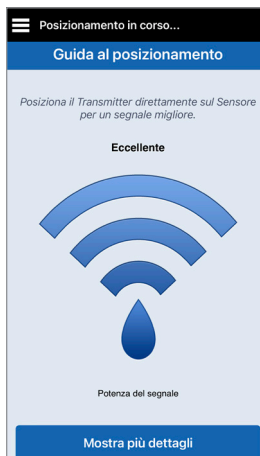 Posizionamento in corso...
Guida al posizionamento
Posiziona il Transmitter direttamente sul Sensore
per un segnale migliore.
Eccellente
Potenza del segnale
Mostra più dettagli